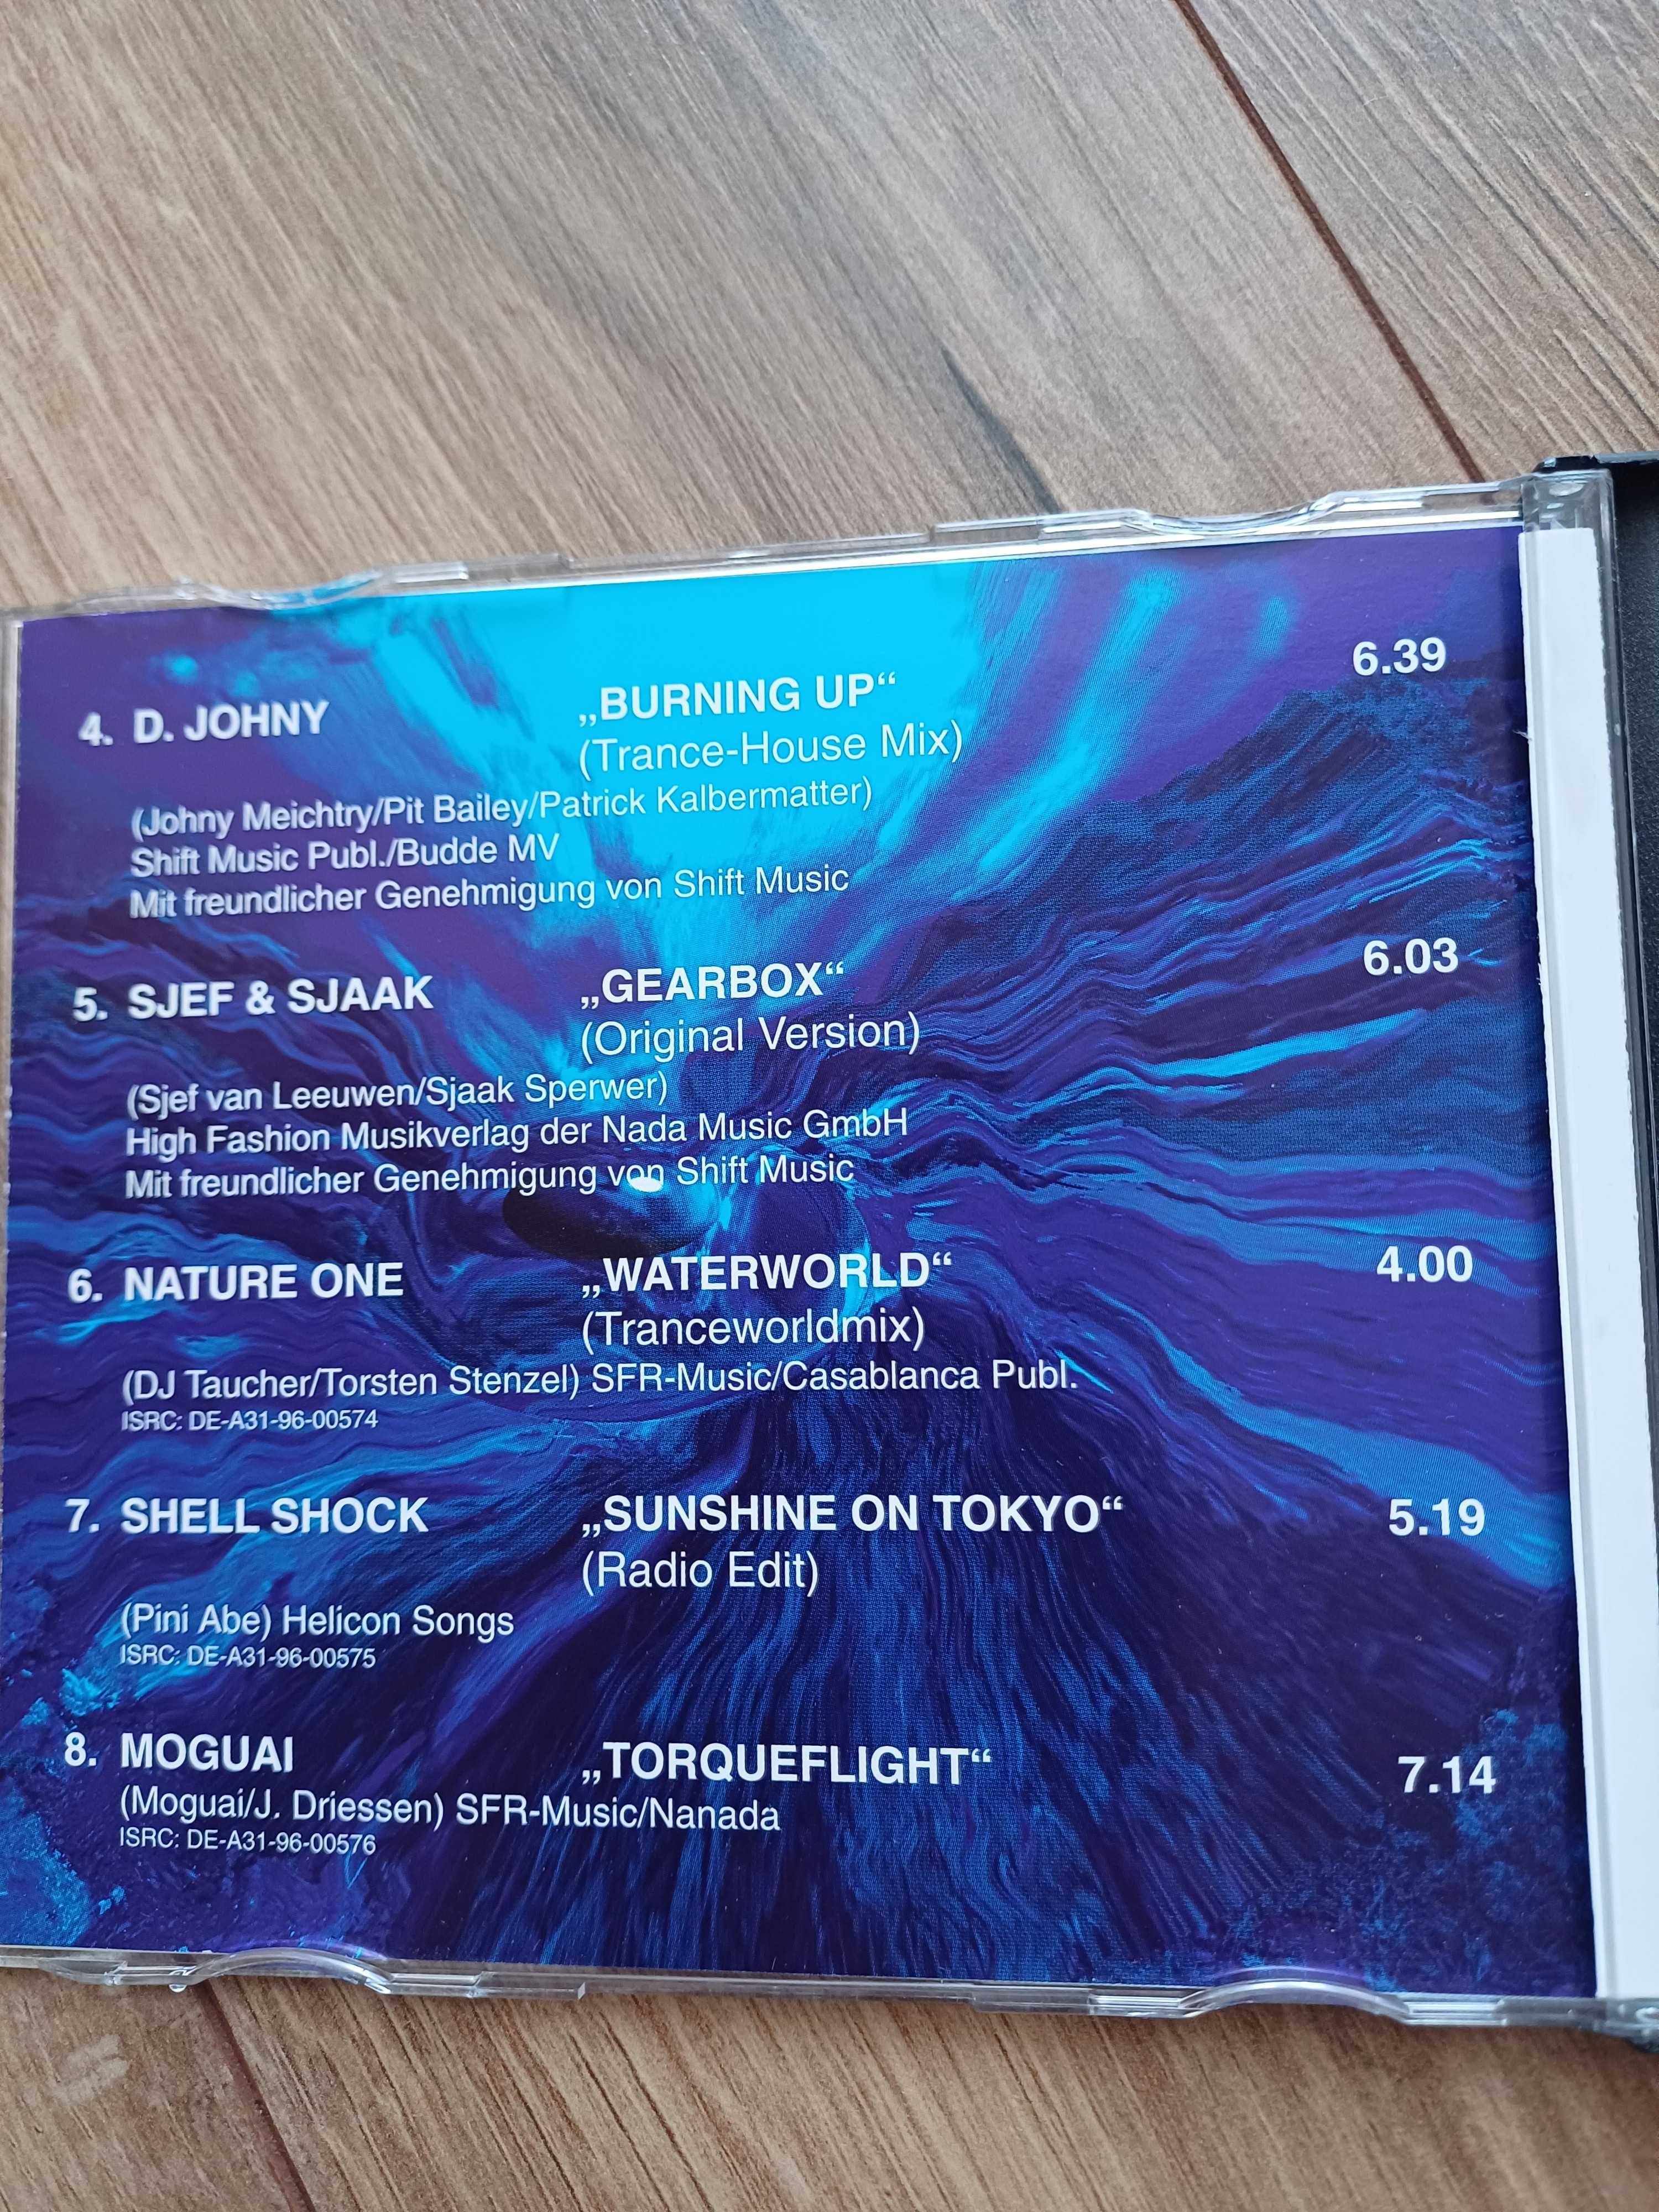 4. D. JOHNY „BURNING UP“ 6.39
(Trance-House Mix)
(Johny Meichtry/Pit Bailey/Patrick Kalbermatter)
Shift Music Publ./Budde MV
Mit freundlicher Genehmigung von Shift Music
5. SJEF & SJAAK „GEARBOX“ 6.03
(Original Version)
(Sjef van Leeuwen/Sjaak Sperwer)
High Fashion Musikverlag der Nada Music GmbH
Mit freundlicher Genehmigung von Shift Music
6. NATURE ONE „WATERWORLD“ 4.00
(Tranceworldmix)
(DJ Taucher/Torsten Stenzel) SFR-Music/Casablanca Publ.
ISRC: DE-A31-96-00574
7. SHELL SHOCK „SUNSHINE ON TOKYO“ 5.19
(Radio Edit)
(Pini Abe) Helicon Songs
ISRC: DE-A31-96-00575
8. MOGUAI „TORQUEFLIGHT“ 7.14
(Moguai/J. Driessen) SFR-Music/Nanada
ISRC: DE-A31-96-00576